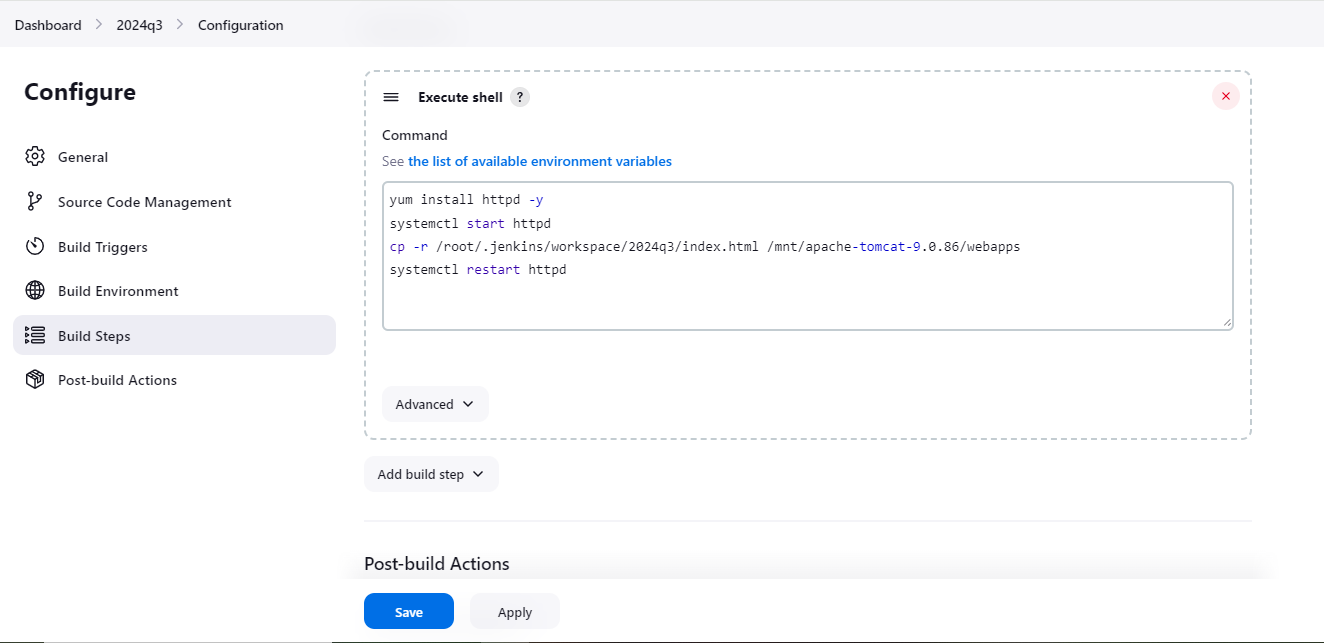 Dashboard > 2024q3 > Configuration
Configure
General
Source Code Management
Build Triggers
Build Environment
Build Steps
Post-build Actions
Execute shell ?
Command
See the list of available environment variables
yum install httpd -y
systemctl start httpd
cp -r /root/.jenkins/workspace/2024q3/index.html /mnt/apache-tomcat-9.0.86/webapps
systemctl restart httpd
Advanced
Add build step
Post-build Actions
Save
Apply